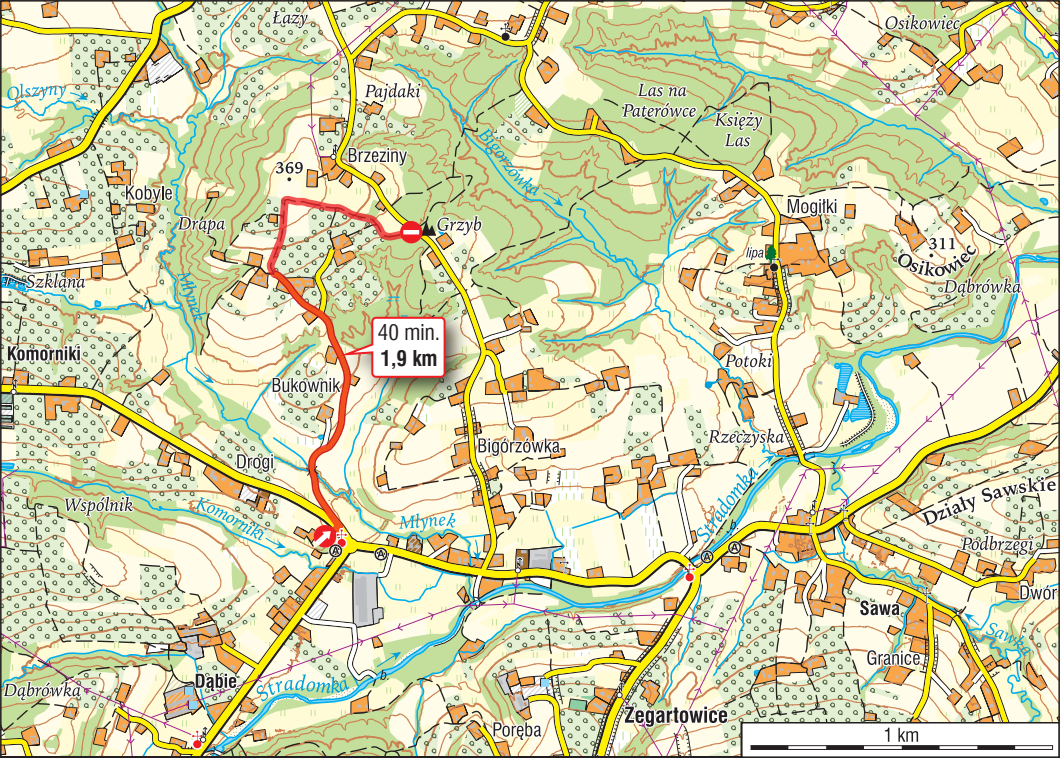 Łazy
Osikowiec
Olszyny
Pajdaki
Las na
Paterówce
Księży
Las
Bigorzówka
Brzeziny
369
Kobyle
Drapa
Grzyb
Mogiłki
lipa
311
Osikowiec
Szklana
Dąbrówka
Młynek
40 min.
1,9 km
Komorniki
Potoki
Bukownik
Bigórzówka
Rzeczyska
Drogi
Stradomka
Wspólnik
Działy Sawskie
Komorniki
Młynek
Podbrzegi
Dwór
Sawa
Sawka
Granice
Dąbrówka
Dąbie
Stradomka
Zegartowice
Poręba
1 km